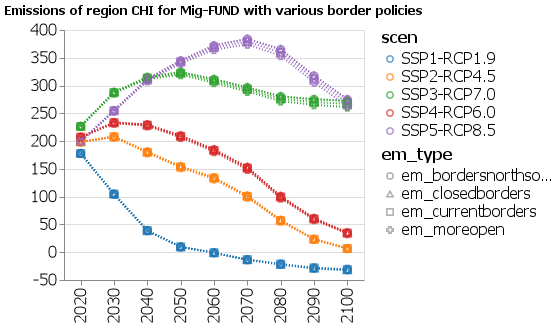 Emissions of region CHI for Mig-FUND with various border policies
400
350
300
250
200
150
100
50
0
-50
2020
2030
2040
2050
2060
2070
2080
2090
2100
scen
SSP1-RCP1.9
SSP2-RCP4.5
SSP3-RCP7.0
SSP4-RCP6.0
SSP5-RCP8.5
em_type
em_bordersnorthso...
em_closedborders
em_currentborders
em_moreopen